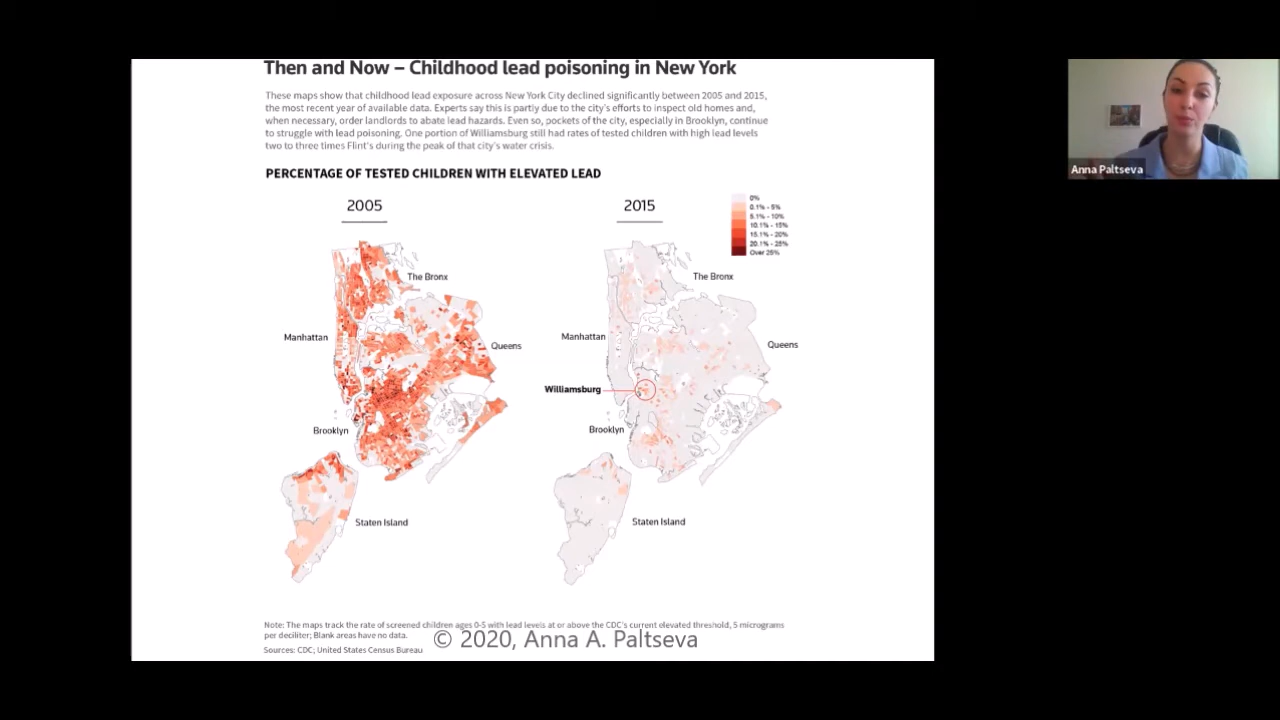 Then and Now – Childhood lead poisoning in New York
These maps show that childhood lead exposure across New York City declined significantly between 2005 and 2015,
the most recent year of available data. Experts say this is partly due to the city's efforts to inspect old homes and,
when necessary, order landlords to abate lead hazards. Even so, pockets of the city, especially in Brooklyn, continue
to struggle with lead poisoning. One portion of Williamsburg still had rates of tested children with high lead levels
two to three times Flint's during the peak of that city's water crisis.
Anna Paltseva
PERCENTAGE OF TESTED CHILDREN WITH ELEVATED LEAD
2005
2015
0%
0.1% - 5%
5.1% - 10%
10.1% - 15%
15.1% - 20%
20.1% - 25%
Over 25%
The Bronx
The Bronx
Manhattan
Queens
Manhattan
Queens
Williamsburg
Brooklyn
Brooklyn
Staten Island
Staten Island
Note: The maps track the rate of screened children ages 0-5 with lead levels at or above the CDC's current elevated threshold, 5 micrograms
per deciliter; Blank areas have no data.
© 2020, Anna A. Paltseva
Sources: CDC; United States Census Bureau